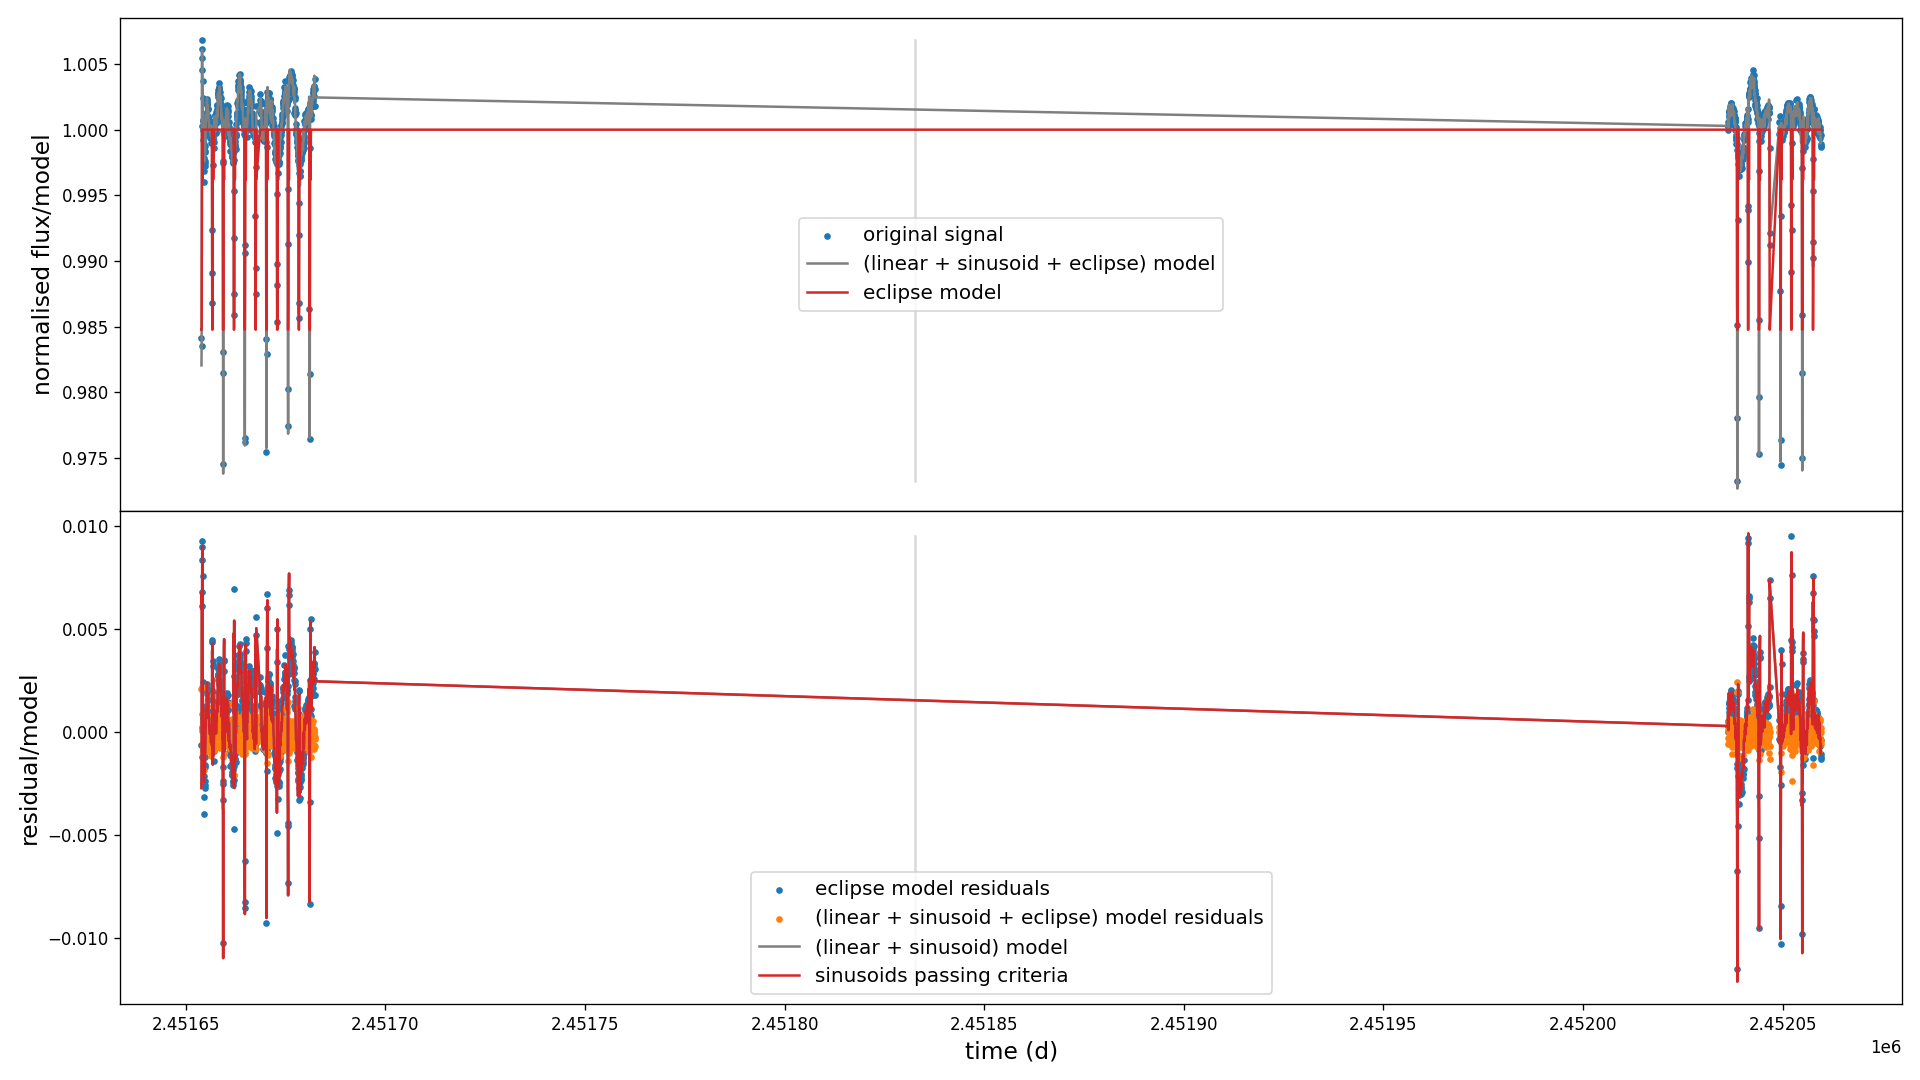 normalised flux/model
1.005
1.000
0.995
0.990
0.985
0.980
0.975
original signal
(linear + sinusoid + eclipse) model
eclipse model
residual/model
0.010
0.005
0.000
−0.005
−0.010
eclipse model residuals
(linear + sinusoid + eclipse) model residuals
(linear + sinusoid) model
sinusoids passing criteria
2.45165 2.45170 2.45175 2.45180 2.45185 2.45190 2.45195 2.45200 2.45205
1e6
time (d)